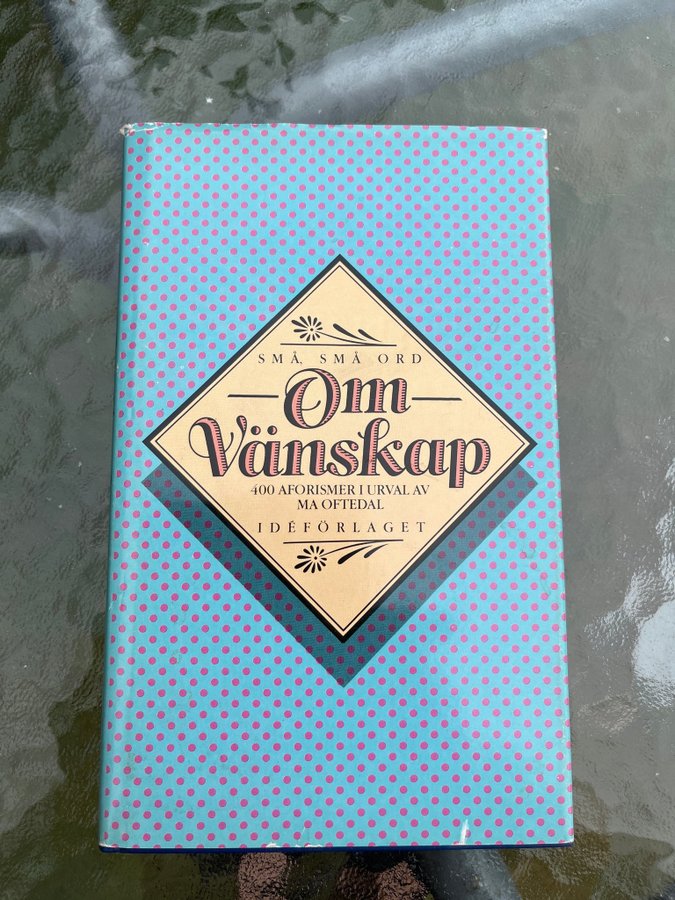 SMÅ, SMÅ ORD
Om
Vänskap
400 AFORISMER I URVAL AV
MA OFTEDAL
IDÉFÖRLAGET